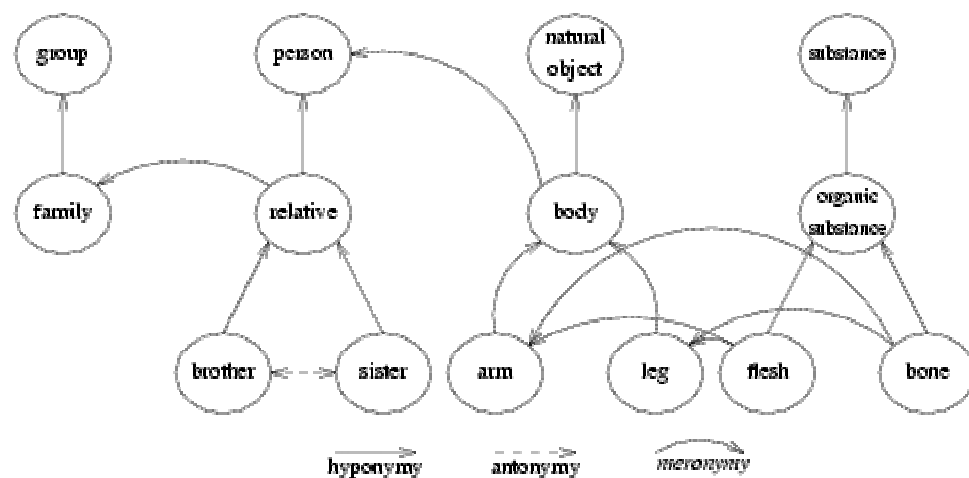 group
person
natural
object
substance
family
relative
body
organic
substance
brother
sister
arm
leg
flesh
bone
hyponymy
antonymy
meronymy